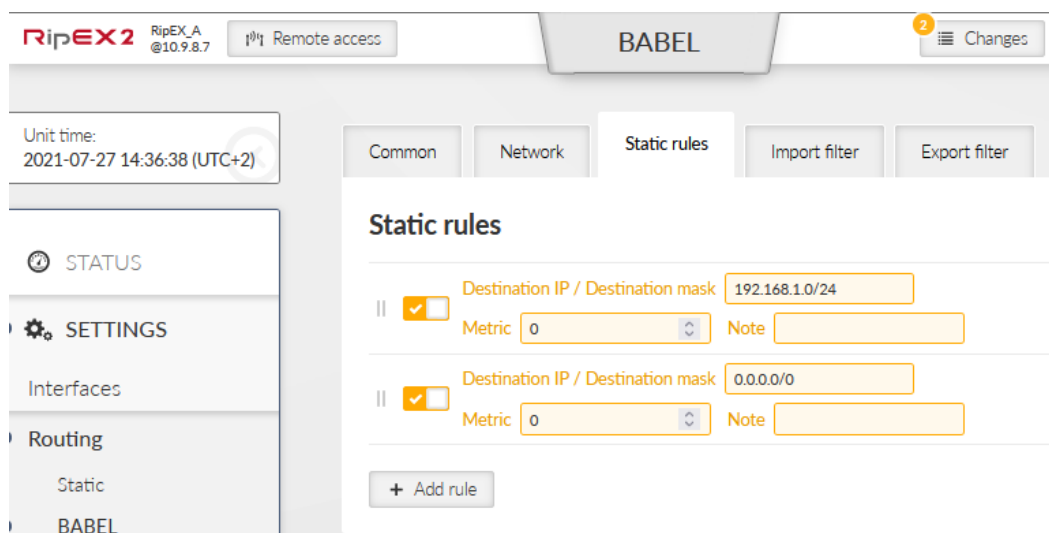 RipEX2 RipEX_A Remote access BABEL 2 Changes
@10.9.8.7
Unit time:
2021-07-27 14:36:38 (UTC+2)
Common Network Static rules Import filter Export filter
Static rules
STATUS
Destination IP / Destination mask 192.168.1.0/24
Metric 0 Note
SETTINGS
Interfaces
Destination IP / Destination mask 0.0.0.0/0
Metric 0 Note
Routing
Static
+ Add rule
BABEL